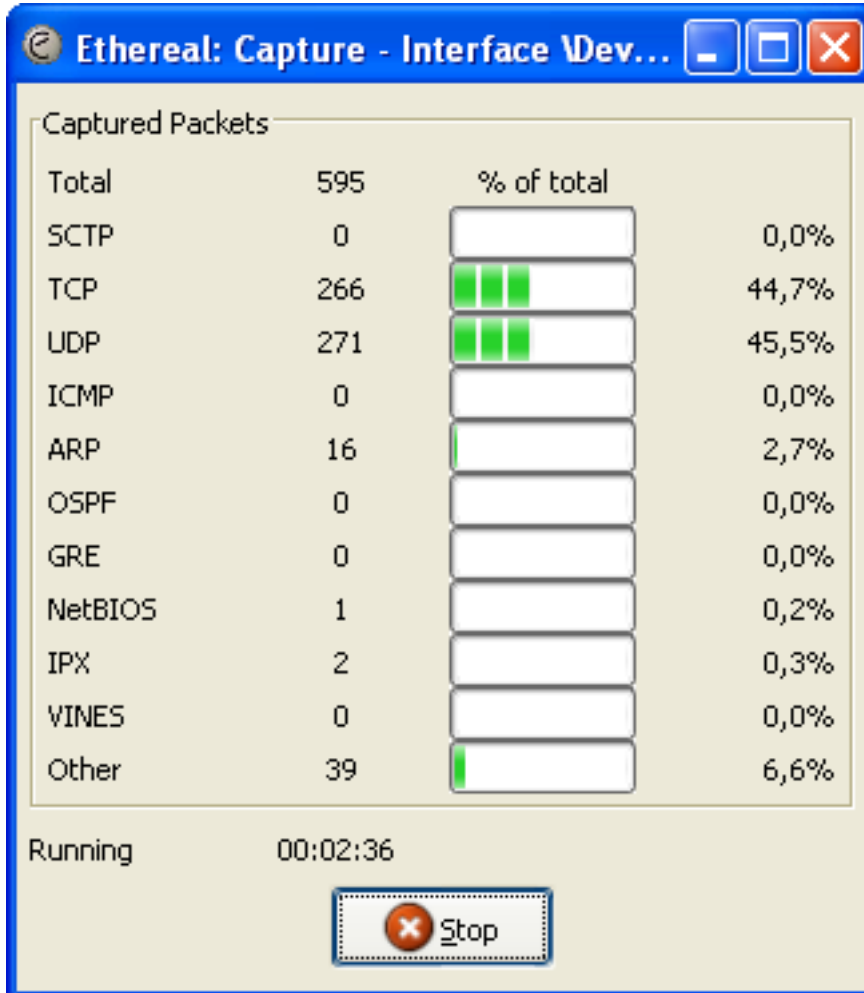 Ethereal: Capture - Interface \Dev...
Captured Packets
Total 595 % of total
SCTP 0 0,0%
TCP 266 44,7%
UDP 271 45,5%
ICMP 0 0,0%
ARP 16 2,7%
OSPF 0 0,0%
GRE 0 0,0%
NetBIOS 1 0,2%
IPX 2 0,3%
VINES 0 0,0%
Other 39 6,6%
Running 00:02:36
Stop